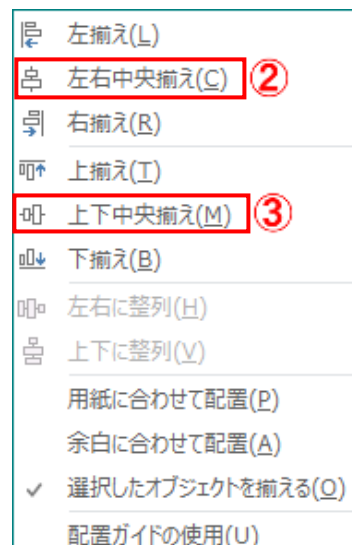 左揃え(L)
左右中央揃え(C) ②
右揃え(R)
上揃え(T)
上下中央揃え(M) ③
下揃え(B)
左右に整列(H)
上下に整列(V)
用紙に合わせて配置(P)
余白に合わせて配置(A)
選択したオブジェクトを揃える(O)
配置ガイドの使用(U)